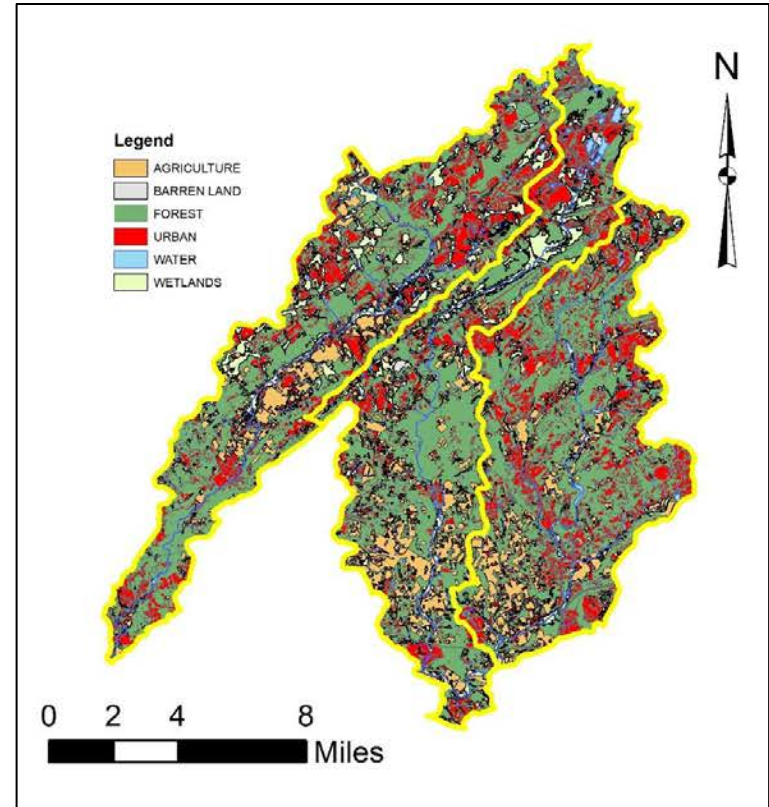 N
Legend
AGRICULTURE
BARREN LAND
FOREST
URBAN
WATER
WETLANDS
0 2 4 8
Miles